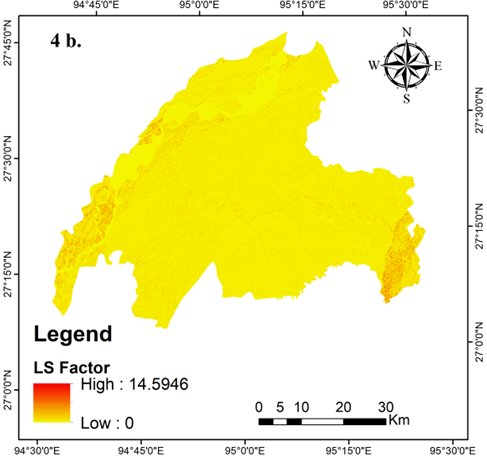 94°45'0"E 95°0'0"E 95°15'0"E 95°30'0"E
4 b.
N
W E
S
27°45'0"N
27°30'0"N
27°15'0"N
27°0'0"N
27°30'0"N
27°15'0"N
27°0'0"N
Legend
LS Factor
High : 14.5946
Low : 0
0 5 10 20 30
Km
94°30'0"E 94°45'0"E 95°0'0"E 95°15'0"E 95°30'0"E